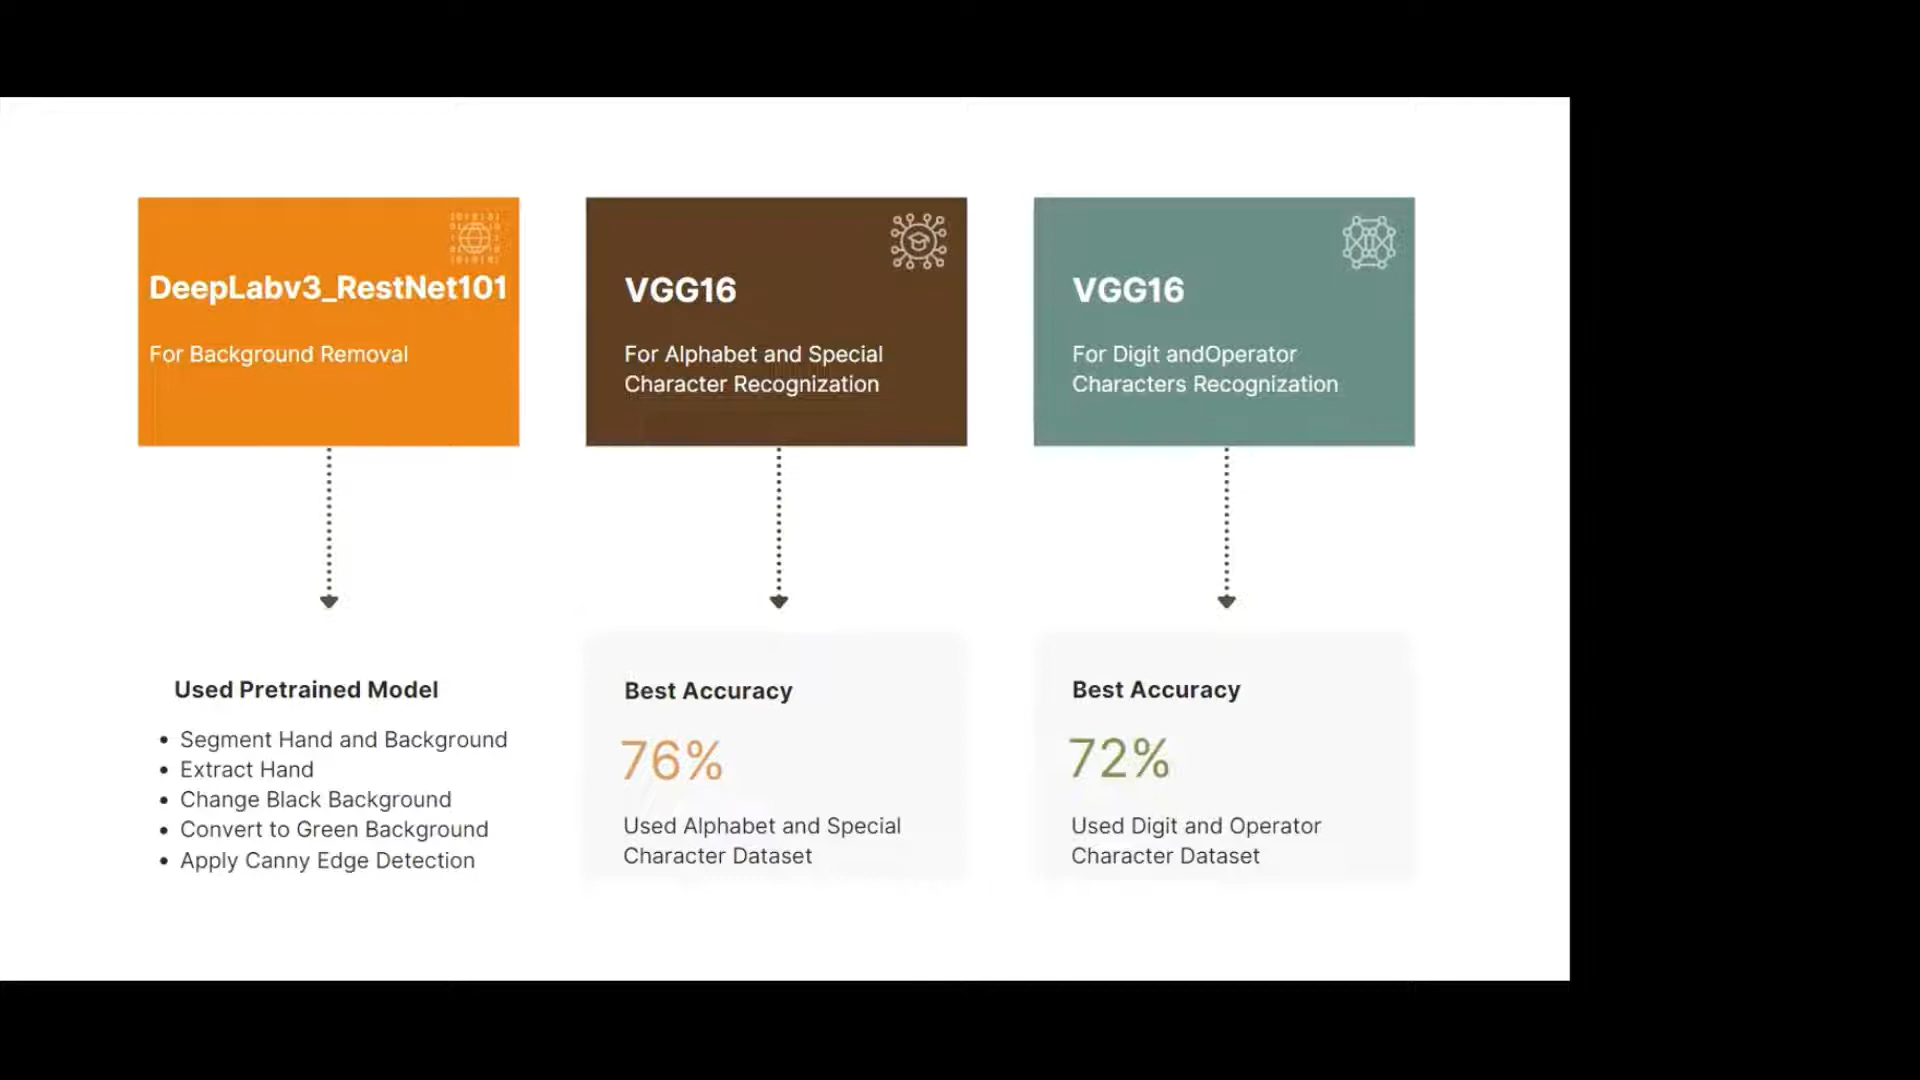 DeepLabv3_RestNet101
For Background Removal
VGG16
For Alphabet and Special
Character Recognization
VGG16
For Digit andOperator
Characters Recognization
Used Pretrained Model
• Segment Hand and Background
• Extract Hand
• Change Black Background
• Convert to Green Background
• Apply Canny Edge Detection
Best Accuracy
76%
Used Alphabet and Special
Character Dataset
Best Accuracy
72%
Used Digit and Operator
Character Dataset